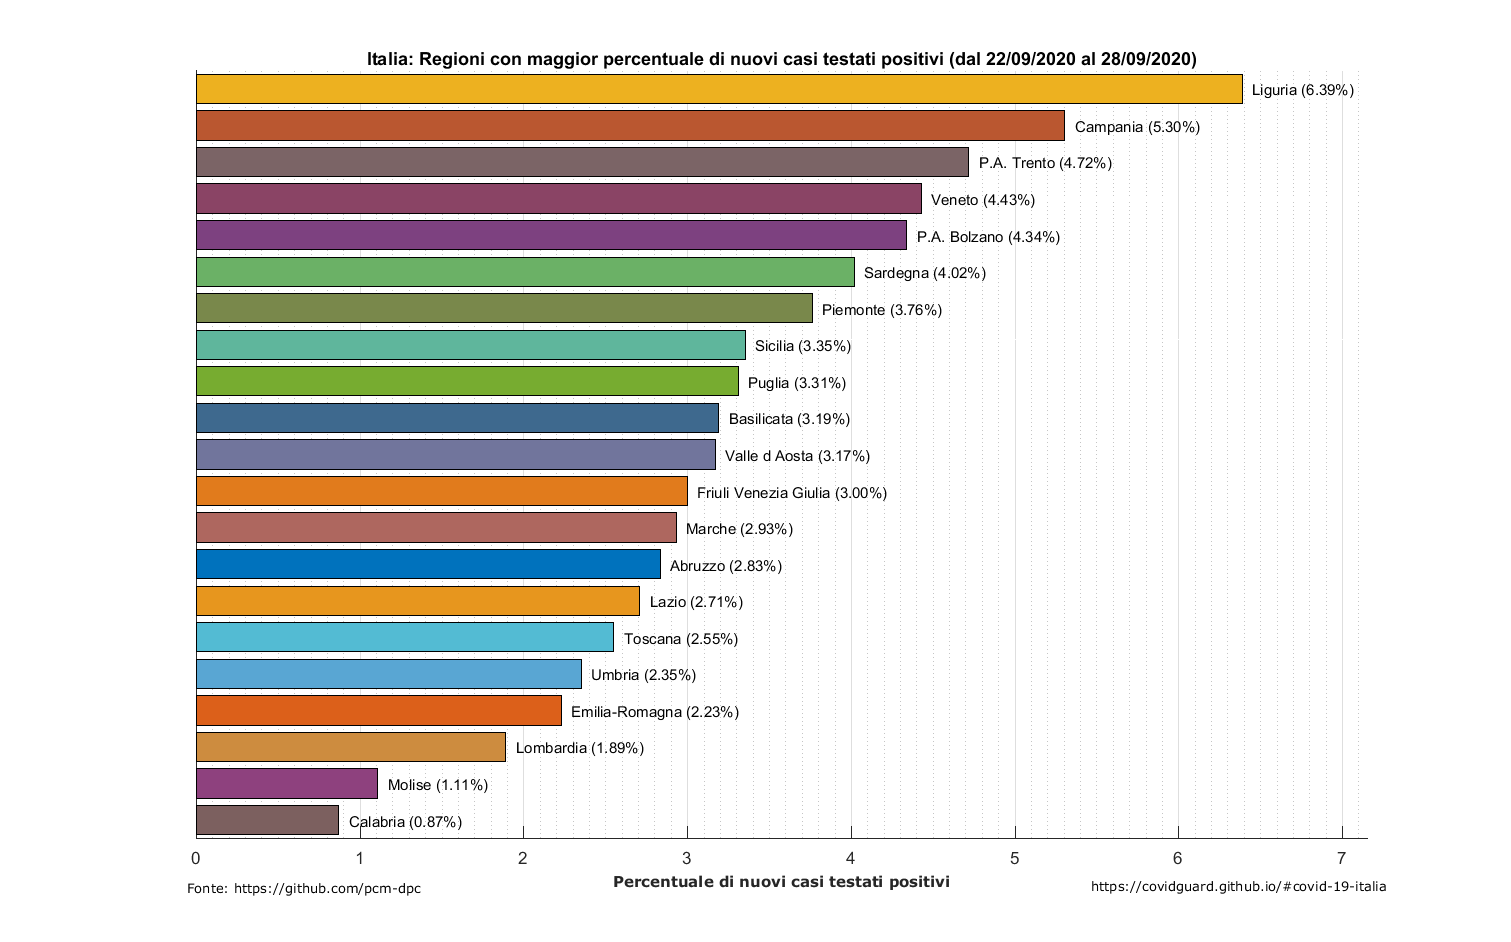 Italia: Regioni con maggior percentuale di nuovi casi testati positivi (dal 22/09/2020 al 28/09/2020)
Liguria (6.39%)
Campania (5.30%)
P.A. Trento (4.72%)
Veneto (4.43%)
P.A. Bolzano (4.34%)
Sardegna (4.02%)
Piemonte (3.76%)
Sicilia (3.35%)
Puglia (3.31%)
Basilicata (3.19%)
Valle d Aosta (3.17%)
Friuli Venezia Giulia (3.00%)
Marche (2.93%)
Abruzzo (2.83%)
Lazio (2.71%)
Toscana (2.55%)
Umbria (2.35%)
Emilia-Romagna (2.23%)
Lombardia (1.89%)
Molise (1.11%)
Calabria (0.87%)
0 1 2 3 4 5 6 7
Percentuale di nuovi casi testati positivi
Fonte: https://github.com/pcm-dpc
https://covidguard.github.io/#covid-19-italia